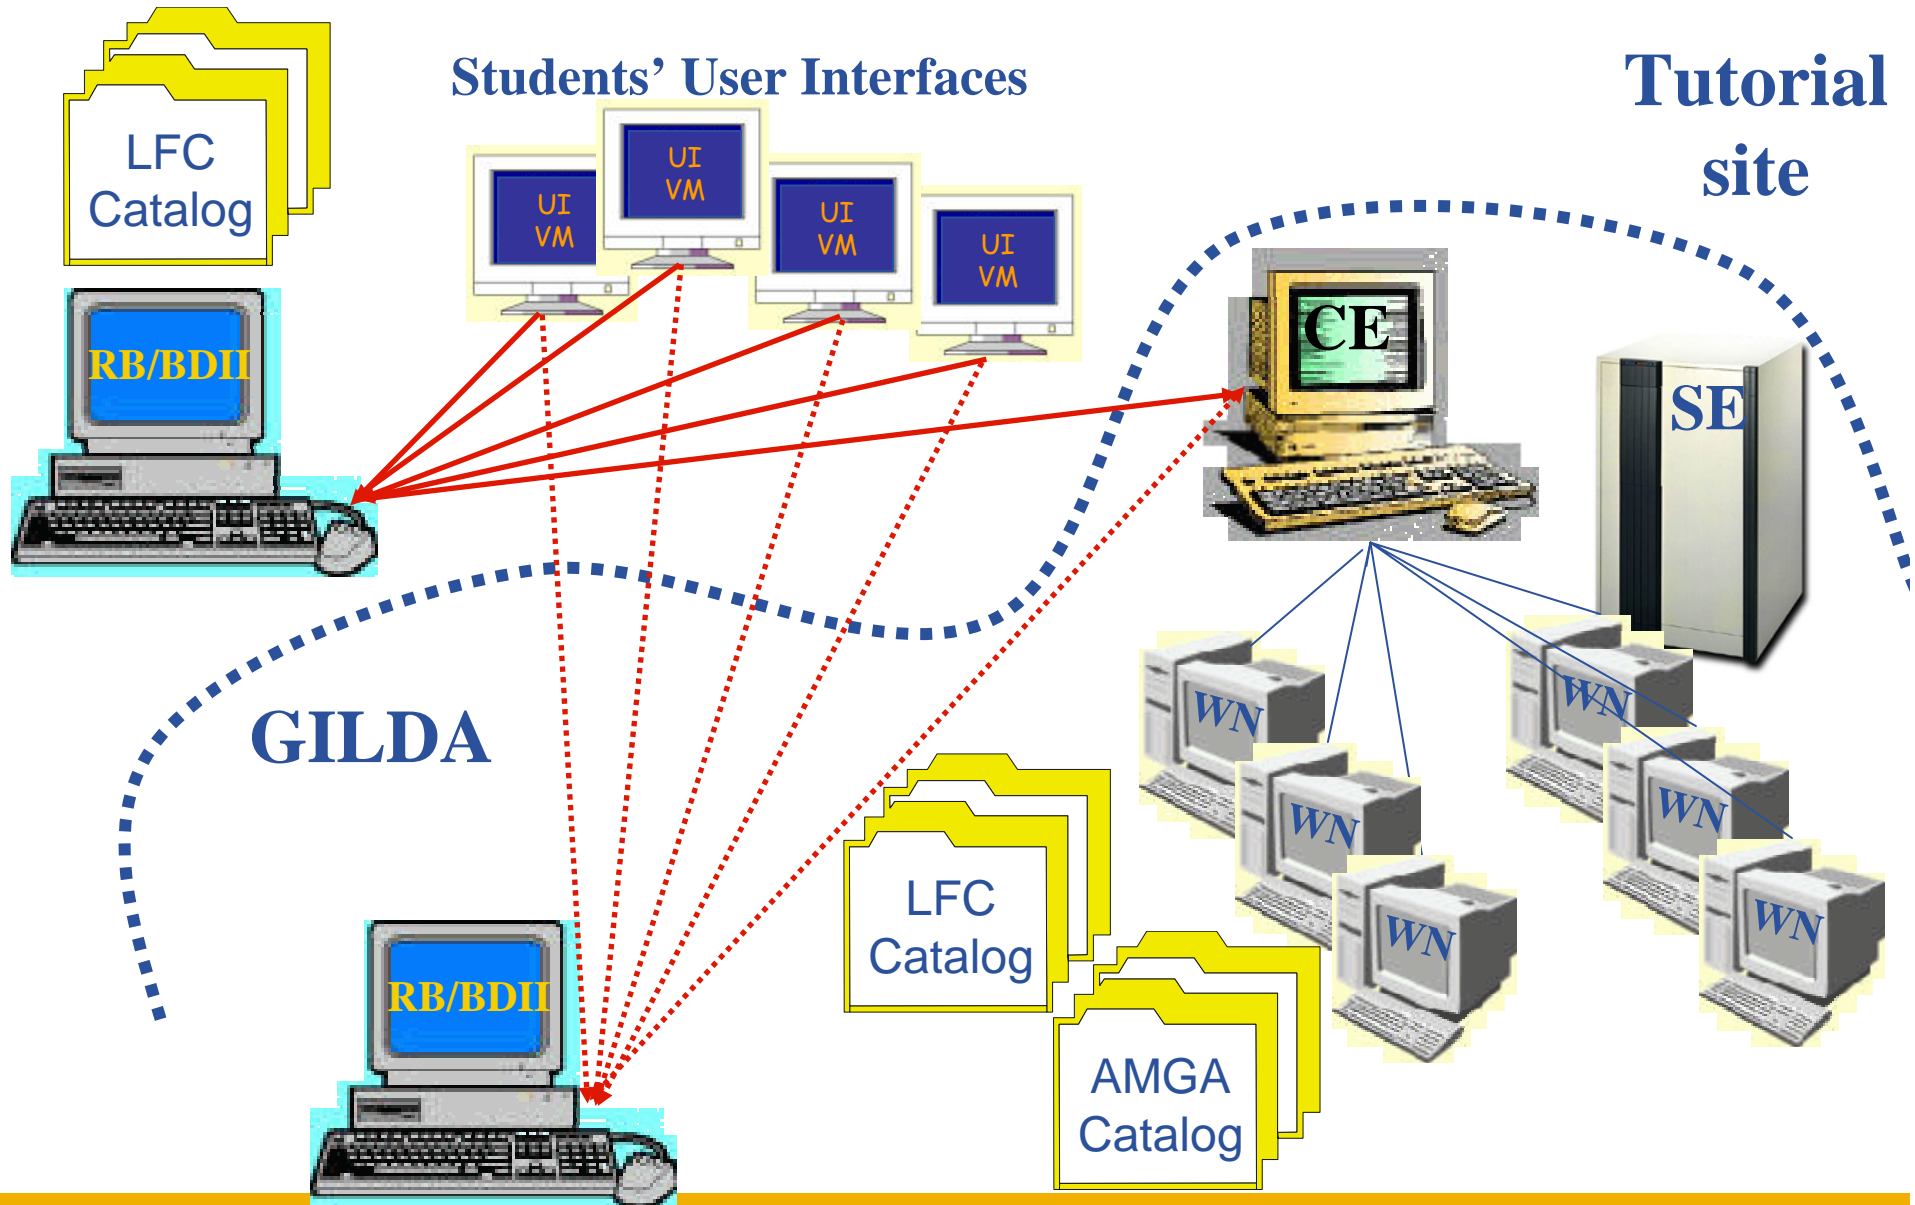 Students’ User Interfaces
Tutorial
site
LFC
Catalog
UI
VM
UI
VM
UI
VM
UI
VM
RB/BDII
CE
SE
GILDA
WN
WN
WN
WN
WN
WN
LFC
Catalog
RB/BDII
AMGA
Catalog